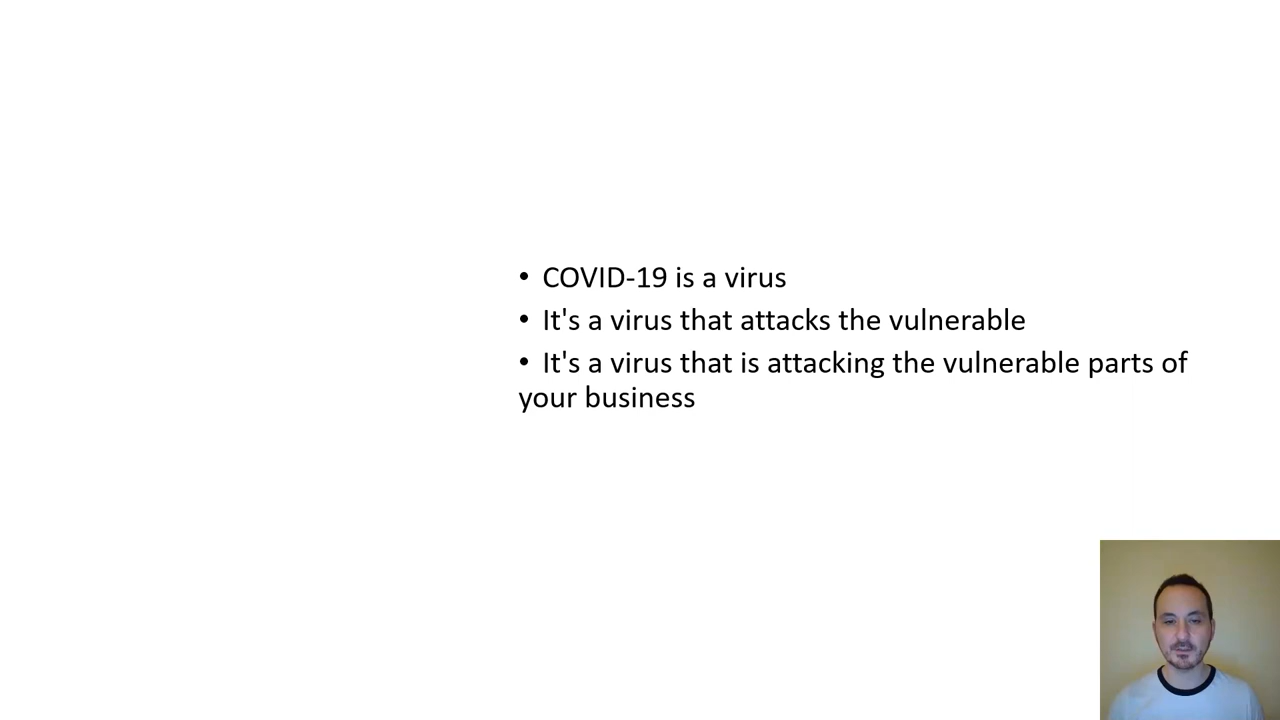 • COVID-19 is a virus
• It's a virus that attacks the vulnerable
• It's a virus that is attacking the vulnerable parts of
your business